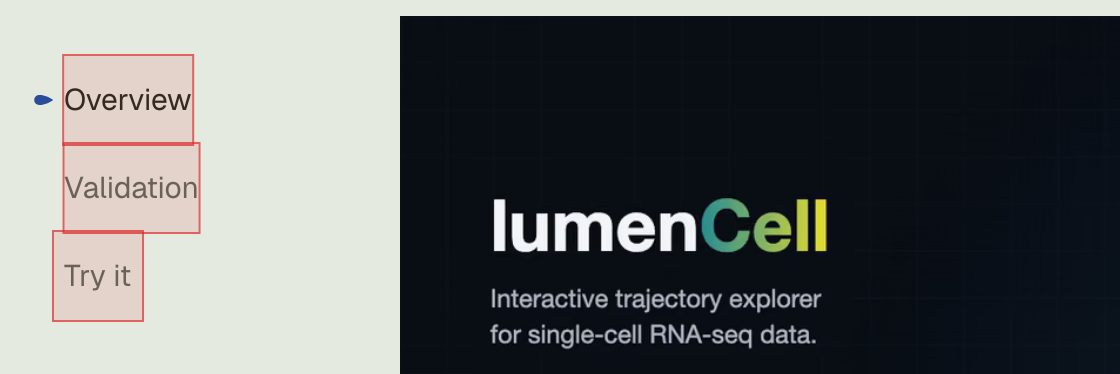 Overview
Validation
Try it
lumenCell
Interactive trajectory explorer
for single-cell RNA-seq data.